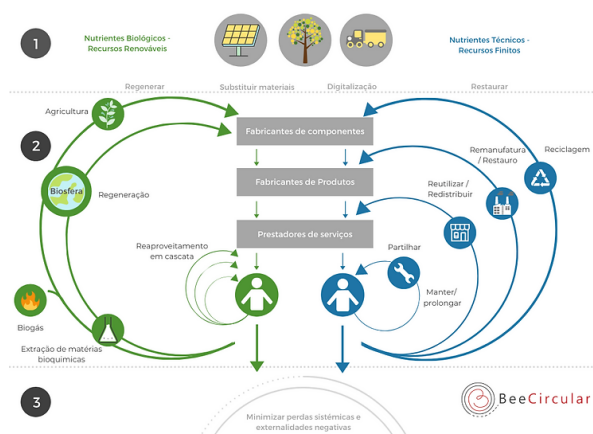 1
Nutrientes Biológicos -
Recursos Renováveis
Nutrientes Técnicos -
Recursos Finitos
Regenerar
Substituir materiais
Digitalização
Restaurar
2
Agricultura
Fabricantes de componentes
Remanufatura
/ Restauro
Reciclagem
Biosfera
Regeneração
Fabricantes de Produtos
Reutilizar /
Redistribuir
Prestadores de serviços
Reaproveitamento
em cascata
Partilhar
Manter/
prolongar
Biogás
Extração de matérias
bioquimicas
3
BeeCircular
Minimizar perdas sistémicas e
externalidades negativas